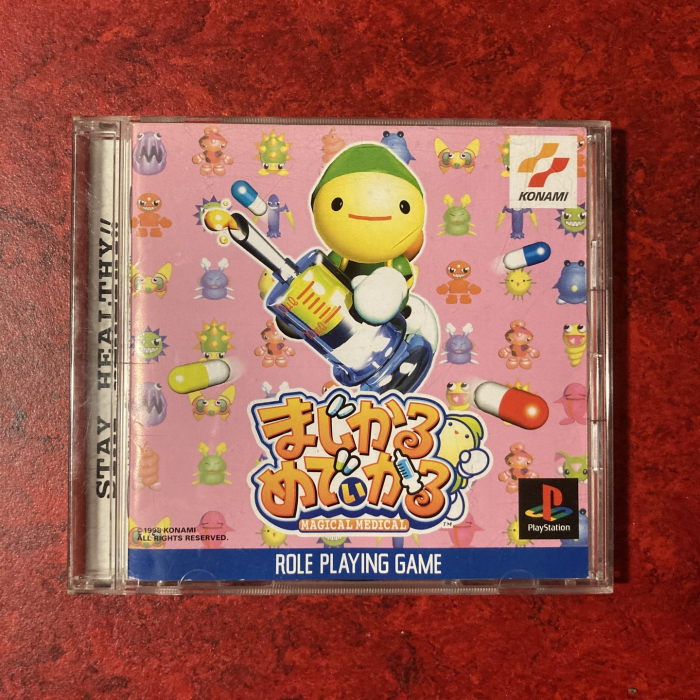 STAY HEALTHY!!
KONAMI
まじかる
めでぃかる
MAGICAL MEDICAL
TM
©1998 KONAMI
ALL RIGHTS RESERVED.
PlayStation
ROLE PLAYING GAME